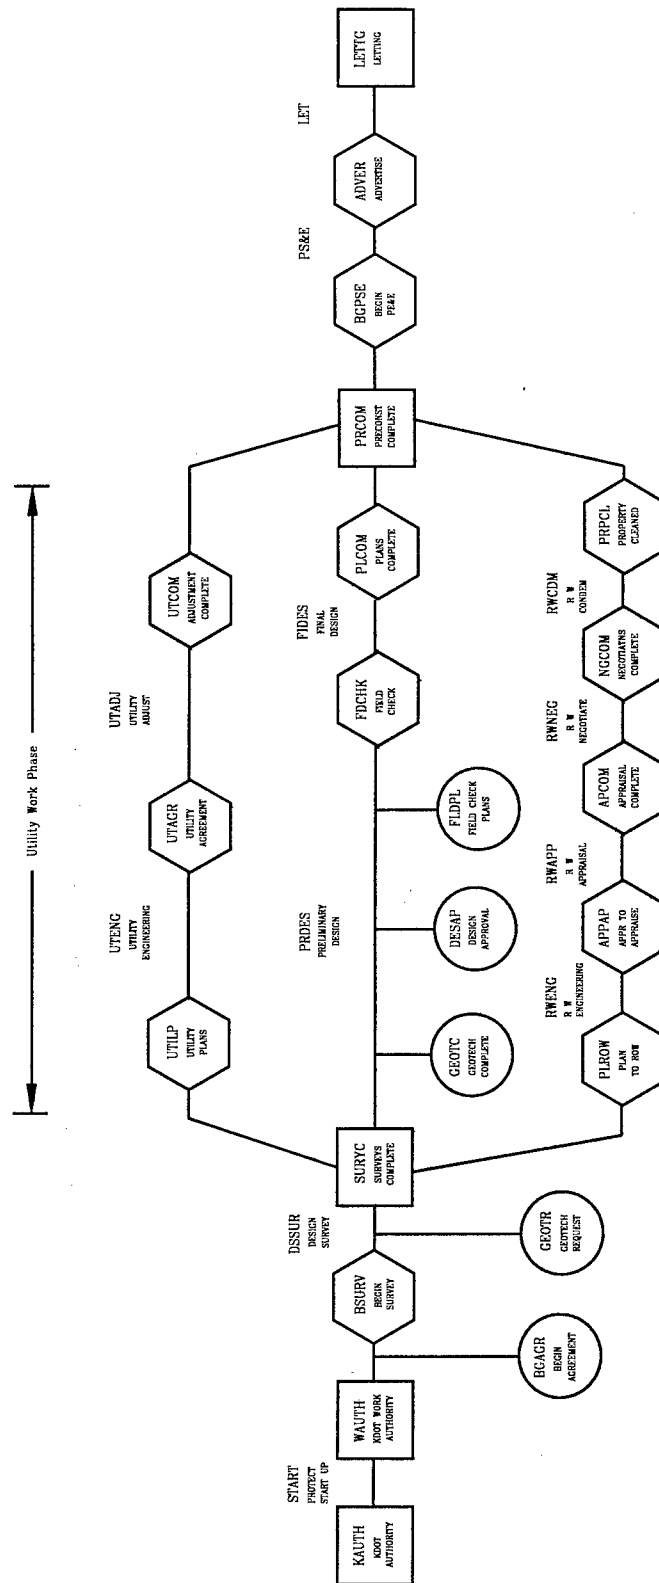 Utility Work Phase
UTENG
UTILITY
ENGINEERING
UTADJ
UTILITY
ADJUST
UTILP
UTILITY
PLANS
UTAGR
UTILITY
AGREEMENT
UTCOM
ADJUSTMENT
COMPLETE
START
PROTECT
START UP
DSSUR
DESIGN
SURVEY
PRDES
PRELIMINARY
DESIGN
FIDES
FINAL
DESIGN
PS&E
LET
KAUTH
KDOT
AUTHORITY
WAUTH
KDOT WORK
AUTHORITY
BSURV
BEGIN
SURVEY
SURYC
SURVEYS
COMPLETE
FDCHK
FIELD
CHECK
PLCOM
PLANS
COMPLETE
PRCOM
PRECONST
COMPLETE
BGPSE
BEGIN
PE&E
ADVER
ADVERTISE
LETTG
LETTING
GEOTC
GEOTECH
COMPLETE
DESAP
DESIGN
APPROVAL
FLDPL
FIELD CHECK
PLANS
BGAGR
BEGIN
AGREEMENT
GEOTR
GEOTECH
REQUEST
RWENG
R W
ENGINEERING
RWAPP
R W
APPRAISAL
RWNEG
R W
NEGOTIATE
RWCDM
R W
CONDEM
PLROW
PLAN
TO ROW
APPAP
APPR TO
APPRAISE
APCOM
APPRAISAL
COMPLETE
NGCOM
NEGOTIATNS
COMPLETE
PRPCL
PROPERTY
CLEANED